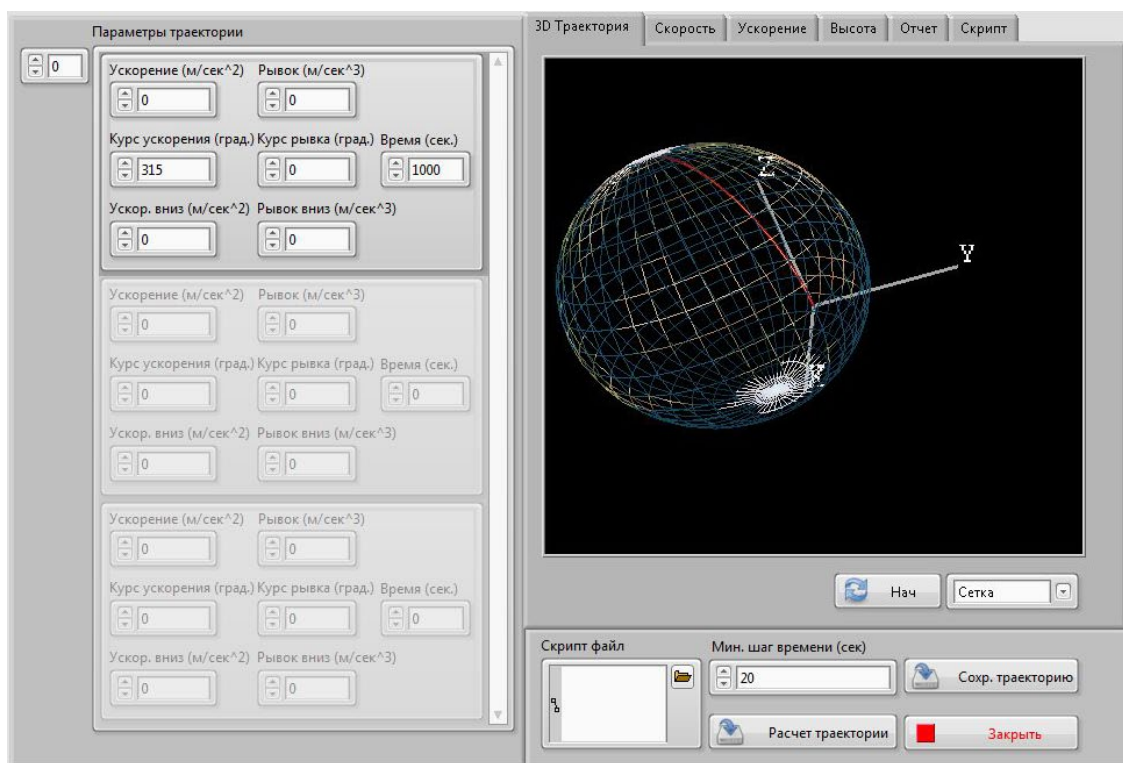 Параметры траектории
0
Ускорение (м/сек^2) Рывок (м/сек^3)
0 0
Курс ускорения (град.) Курс рывка (град.) Время (сек.)
315 0 1000
Ускор. вниз (м/сек^2) Рывок вниз (м/сек^3)
0 0
Ускорение (м/сек^2) Рывок (м/сек^3)
0 0
Курс ускорения (град.) Курс рывка (град.) Время (сек.)
0 0 0
Ускор. вниз (м/сек^2) Рывок вниз (м/сек^3)
0 0
Ускорение (м/сек^2) Рывок (м/сек^3)
0 0
Курс ускорения (град.) Курс рывка (град.) Время (сек.)
0 0 0
Ускор. вниз (м/сек^2) Рывок вниз (м/сек^3)
0 0
3D Траектория Скорость Ускорение Высота Отчет Скрипт
Z
Y
X
Нач Сетка
Скрипт файл Мин. шаг времени (сек)
20 Сохр. траекторию
Расчет траектории Закрыть